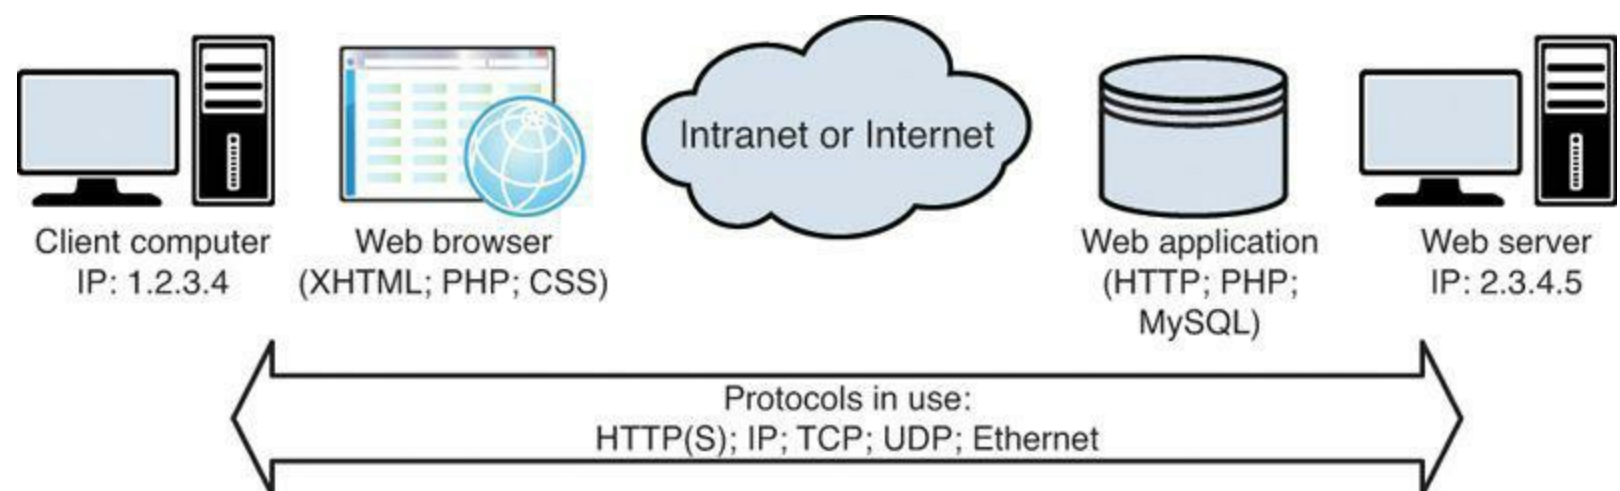 Intranet or Internet
Client computer
IP: 1.2.3.4
Web browser
(XHTML; PHP; CSS)
Web application
(HTTP; PHP;
MySQL)
Web server
IP: 2.3.4.5
Protocols in use:
HTTP(S); IP; TCP; UDP; Ethernet